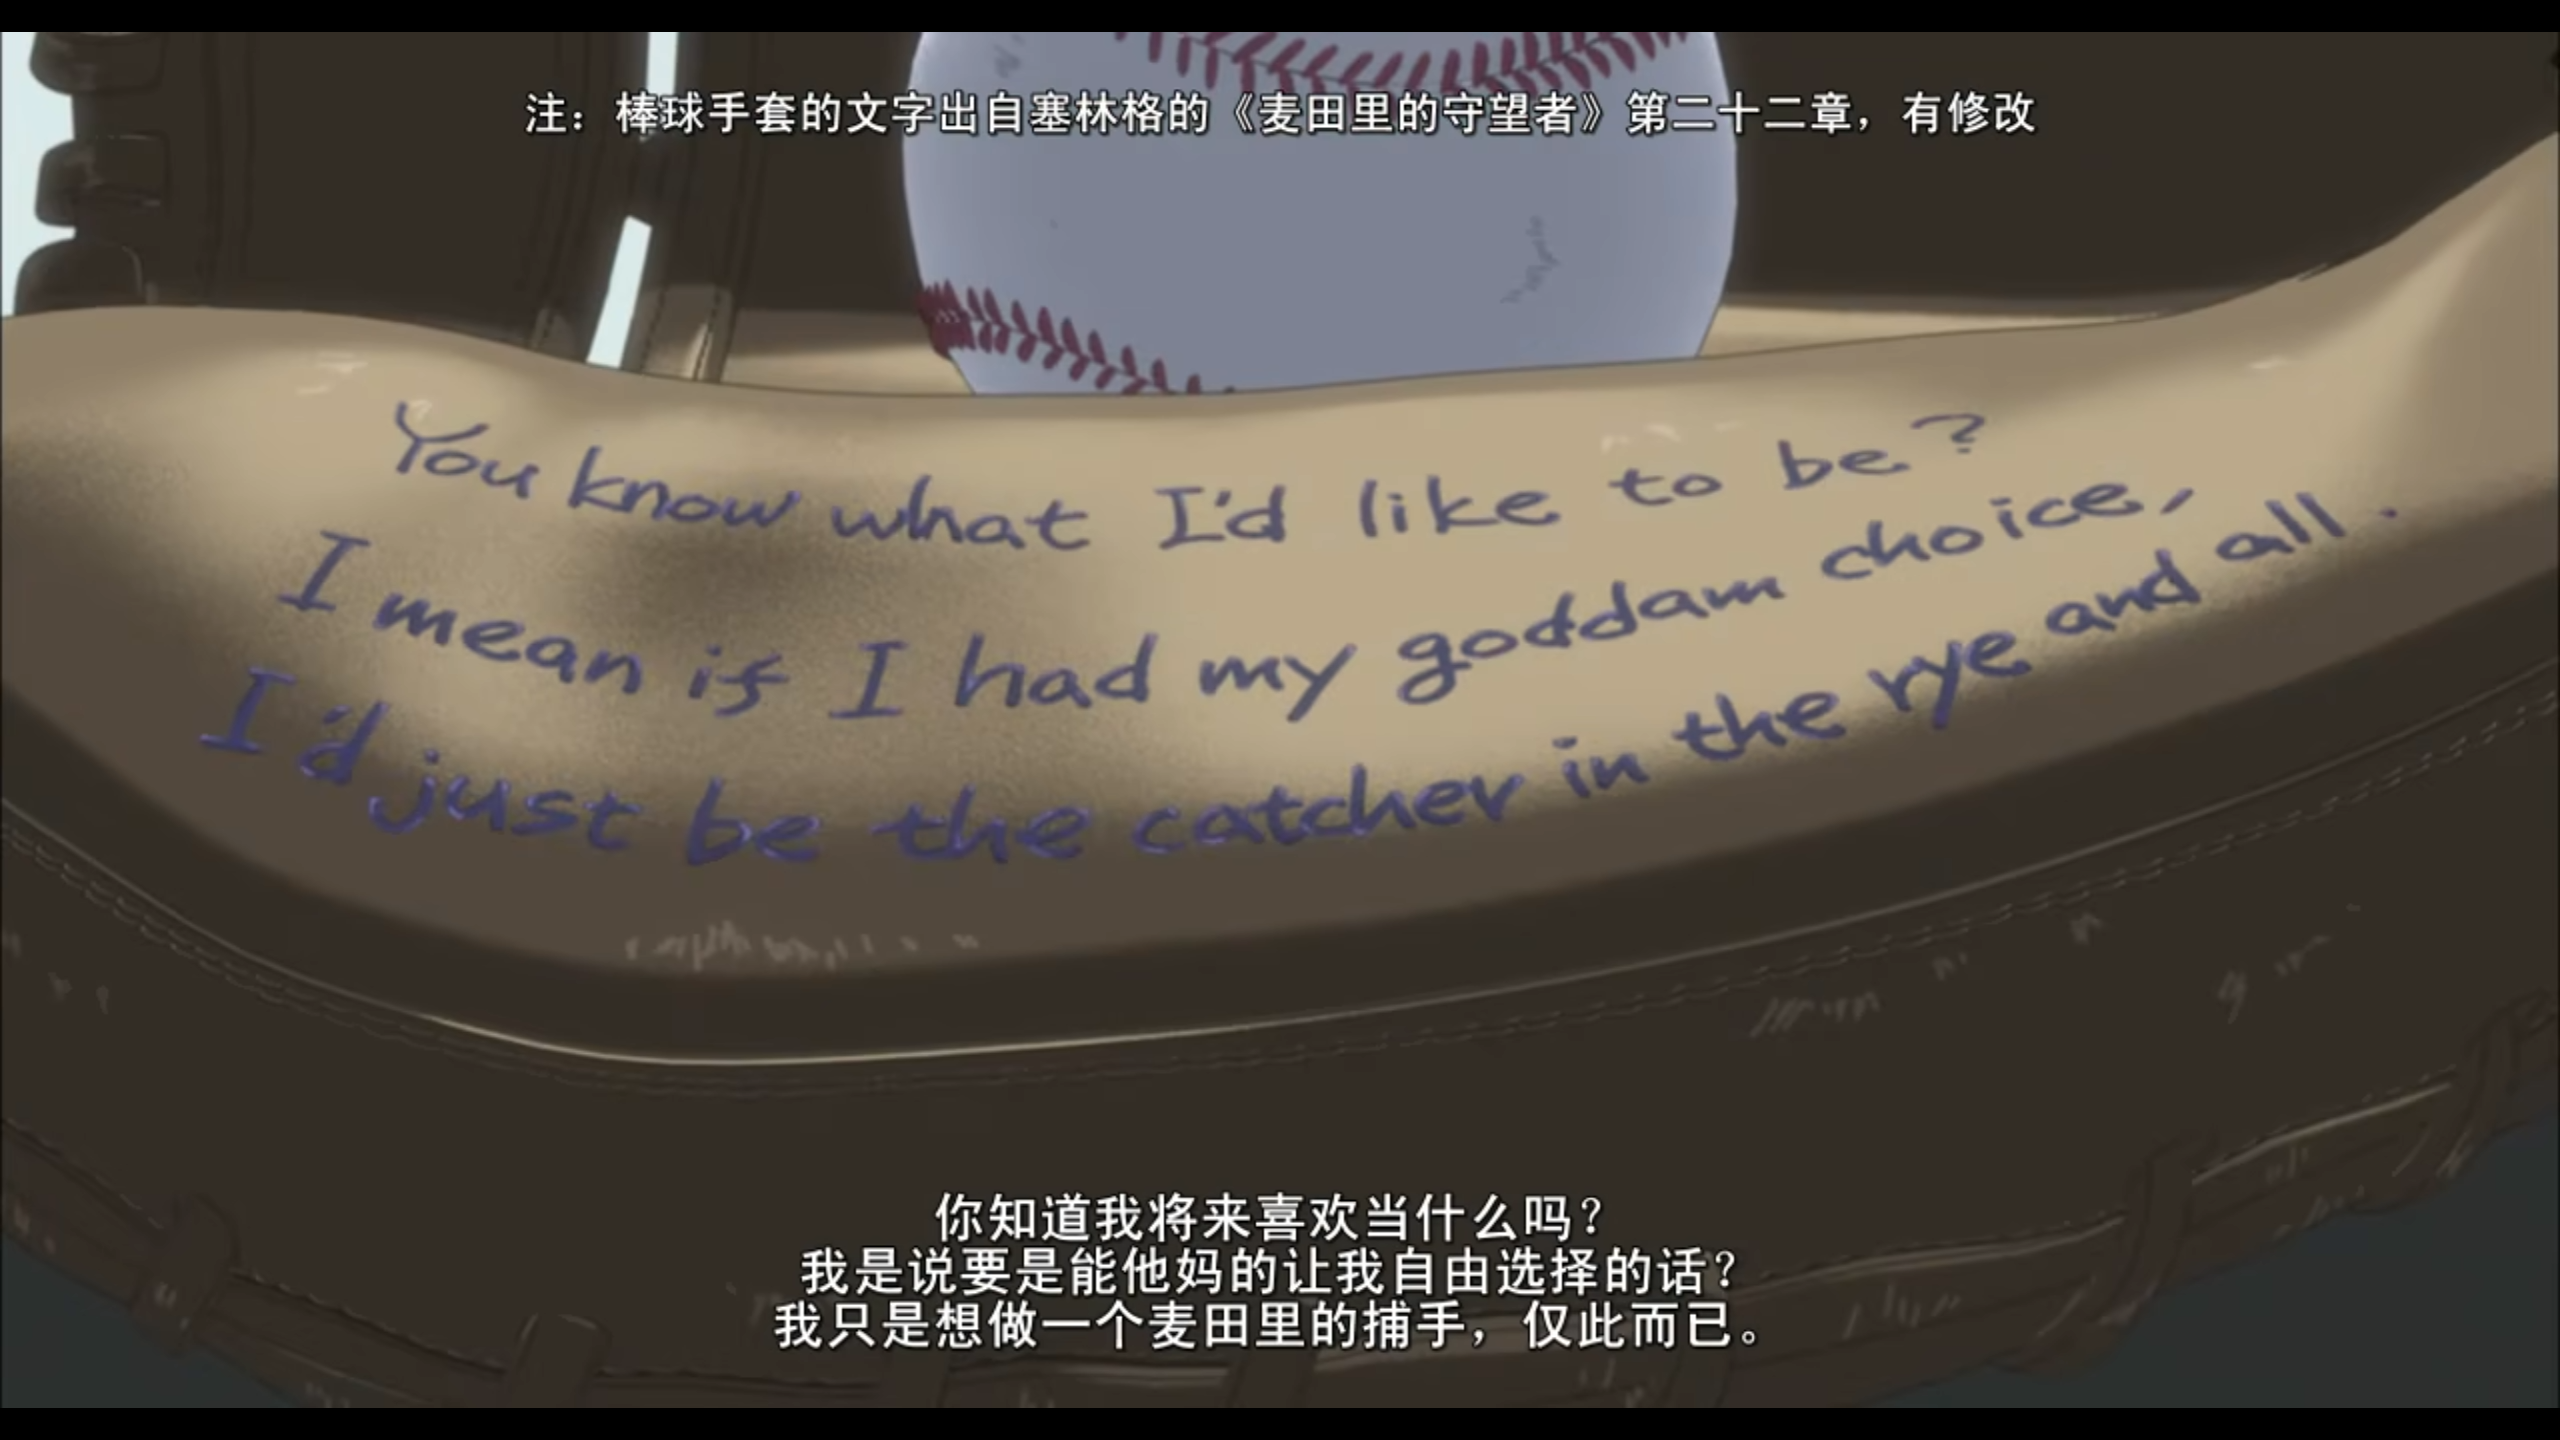 注：棒球手套的文字出自塞林格的《麦田里的守望者》第二十二章，有修改
You know what I'd like to be?
I mean if I had my goddam choice,
I'd just be the catcher in the rye and all.
你知道我将来喜欢当什么吗？
我是说要是能他妈的让我自由选择的话？
我只是想做一个麦田里的捕手，仅此而已。